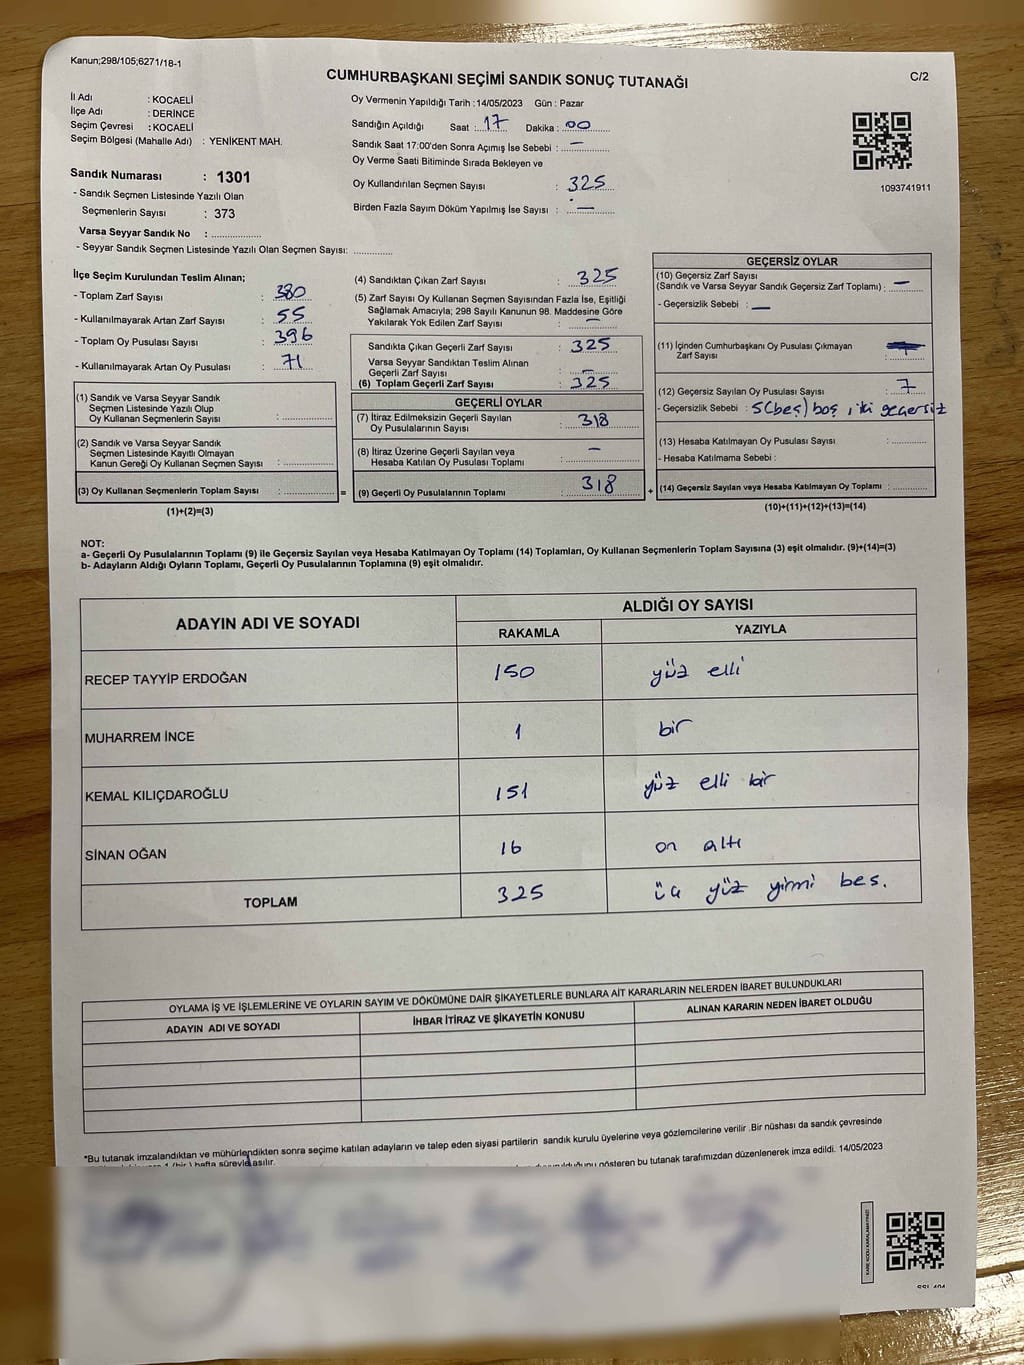 Kanun;298/105;6271/18-1
CUMHURBAŞKANI SEÇİMİ SANDIK SONUÇ TUTANAĞI
C/2
İl Adı : KOCAELİ
İlçe Adı : DERİNCE
Seçim Çevresi : KOCAELİ
Seçim Bölgesi (Mahalle Adı) : YENİKENT MAH.
Sandık Numarası : 1301
- Sandık Seçmen Listesinde Yazılı Olan
Seçmenlerin Sayısı : 373
Varsa Seyyar Sandık No :
- Seyyar Sandık Seçmen Listesinde Yazılı Olan Seçmen Sayısı:
Oy Vermenin Yapıldığı Tarih : 14/05/2023 Gün : Pazar
Sandığın Açıldığı Saat : 17 Dakika : 00
Sandık Saat 17:00'den Sonra Açımış İse Sebebi : —
Oy Verme Saati Bitiminde Sırada Bekleyen ve
Oy Kullandırılan Seçmen Sayısı : 325
Birden Fazla Sayım Döküm Yapılmış İse Sayısı : —
1093741911
İlçe Seçim Kurulundan Teslim Alınan;
- Toplam Zarf Sayısı : 380
- Kullanılmayarak Artan Zarf Sayısı : 55
- Toplam Oy Pusulası Sayısı : 396
- Kullanılmayarak Artan Oy Pusulası : 71
(1) Sandık ve Varsa Seyyar Sandık
Seçmen Listesinde Yazılı Olup
Oy Kullanan Seçmenlerin Sayısı :
(2) Sandık ve Varsa Seyyar Sandık
Seçmen Listesinde Kayıtlı Olmayan
Kanun Gereği Oy Kullanan Seçmen Sayısı :
(3) Oy Kullanan Seçmenlerin Toplam Sayısı : =
(1)+(2)=(3)
(4) Sandıktan Çıkan Zarf Sayısı : 325
(5) Zarf Sayısı Oy Kullanan Seçmen Sayısından Fazla İse, Eşitliği
Sağlamak Amacıyla; 298 Sayılı Kanunun 98. Maddesine Göre
Yakılarak Yok Edilen Zarf Sayısı : —
Sandıkta Çıkan Geçerli Zarf Sayısı : 325
Varsa Seyyar Sandıktan Teslim Alınan
Geçerli Zarf Sayısı : —
(6) Toplam Geçerli Zarf Sayısı : 325
GEÇERLİ OYLAR
(7) İtiraz Edilmeksizin Geçerli Sayılan
Oy Pusulalarının Sayısı : 318
(8) İtiraz Üzerine Geçerli Sayılan veya
Hesaba Katılan Oy Pusulası Toplamı : —
(9) Geçerli Oy Pusulalarının Toplamı : 318 +
GEÇERSİZ OYLAR
(10) Geçersiz Zarf Sayısı
(Sandık ve Varsa Seyyar Sandık Geçersiz Zarf Toplamı) : —
- Geçersizlik Sebebi : —
(11) İçinden Cumhurbaşkanı Oy Pusulası Çıkmayan
Zarf Sayısı
(12) Geçersiz Sayılan Oy Pusulası Sayısı : 7
- Geçersizlik Sebebi : 5(beş) boş, iki geçersiz
(13) Hesaba Katılmayan Oy Pusulası Sayısı :
- Hesaba Katılmama Sebebi :
(14) Geçersiz Sayılan veya Hesaba Katılmayan Oy Toplamı :
(10)+(11)+(12)+(13)=(14)
NOT:
a- Geçerli Oy Pusulalarının Toplamı (9) ile Geçersiz Sayılan veya Hesaba Katılmayan Oy Toplamı (14) Toplamları, Oy Kullanan Seçmenlerin Toplam Sayısına (3) eşit olmalıdır. (9)+(14)=(3)
b- Adayların Aldığı Oyların Toplamı, Geçerli Oy Pusulalarının Toplamına (9) eşit olmalıdır.
ADAYIN ADI VE SOYADI ALDIĞI OY SAYISI
RAKAMLA YAZIYLA
RECEP TAYYİP ERDOĞAN 150 yüz elli
MUHARREM İNCE 1 bir
KEMAL KILIÇDAROĞLU 151 yüz elli bir
SİNAN OĞAN 16 on altı
TOPLAM 325 üç yüz yirmi beş.
OYLAMA İŞ VE İŞLEMLERİNE VE OYLARIN SAYIM VE DÖKÜMÜNE DAİR ŞİKAYETLERLE BUNLARA AİT KARARLARIN NELERDEN İBARET BULUNDUKLARI
ADAYIN ADI VE SOYADI İHBAR İTİRAZ VE ŞİKAYETİN KONUSU ALINAN KARARIN NEDEN İBARET OLDUĞU
*Bu tutanak imzalandıktan ve mühürlendikten sonra seçime katılan adayların ve talep eden siyasi partilerin sandık kurulu üyelerine veya gözlemcilerine verilir .Bir nüshası da sandık çevresinde
1 (bir) hafta süreyle asılır.
gösteren bu tutanak tarafımızdan düzenlenerek imza edildi. 14/05/2023